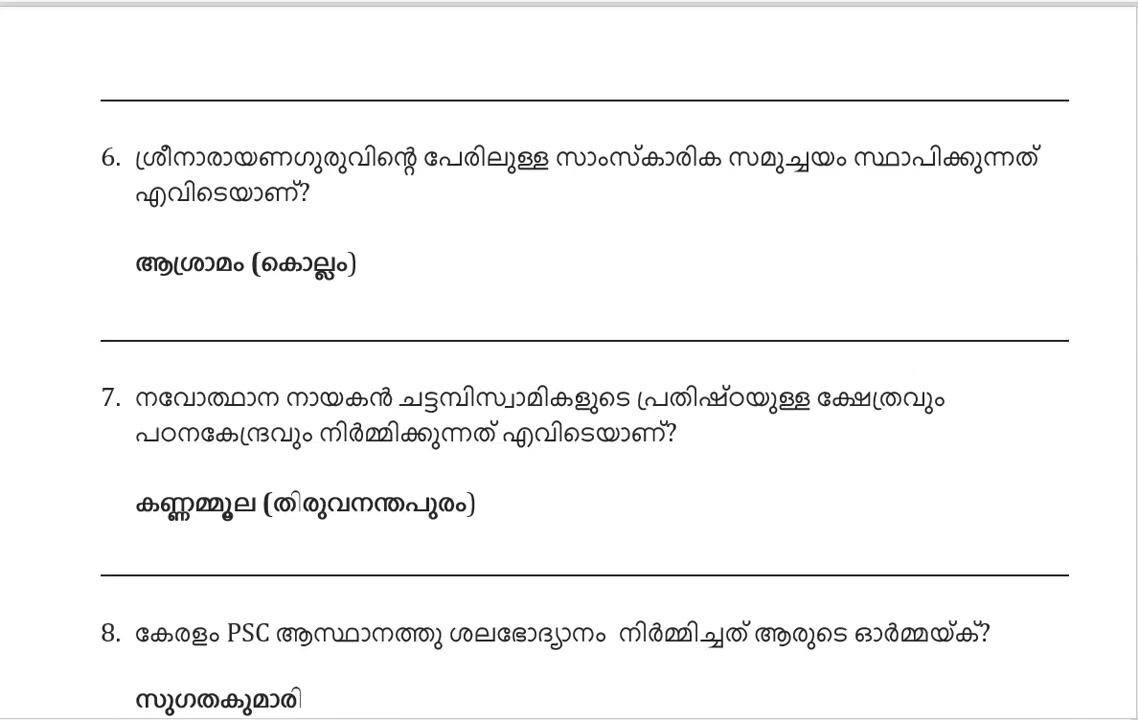 6. ശ്രീനാരായണഗുരുവിന്റെ പേരിലുള്ള സാംസ്കാരിക സമുച്ചയം സ്ഥാപിക്കുന്നത്
എവിടെയാണ്?
ആശ്രാമം (കൊല്ലം)
7. നവോത്ഥാന നായകൻ ചട്ടമ്പിസ്വാമികളുടെ പ്രതിഷ്ഠയുള്ള ക്ഷേത്രവും
പഠനകേന്ദ്രവും നിർമ്മിക്കുന്നത് എവിടെയാണ്?
കണ്ണമ്മൂല (തിരുവനന്തപുരം)
8. കേരളം PSC ആസ്ഥാനത്തു ശലഭോദ്യാനം നിർമ്മിച്ചത് ആരുടെ ഓർമ്മയ്ക്?
സുഗതകുമാരി